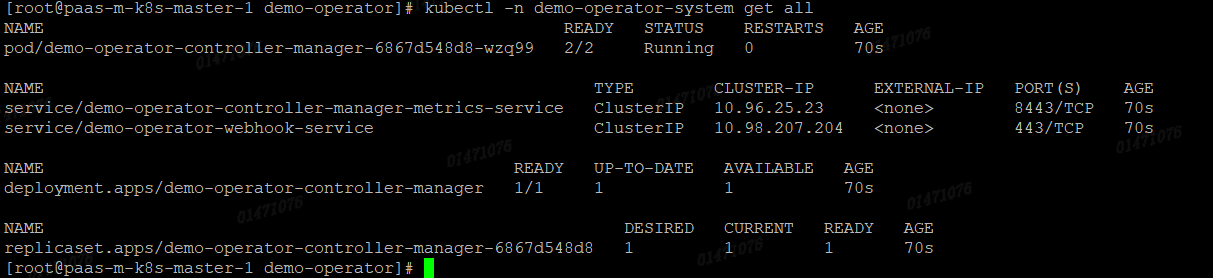 [root@paas-m-k8s-master-1 demo-operator]# kubectl -n demo-operator-system get all
NAME READY STATUS RESTARTS AGE
pod/demo-operator-controller-manager-6867d548d8-wzq99 2/2 Running 0 70s
NAME TYPE CLUSTER-IP EXTERNAL-IP PORT(S) AGE
service/demo-operator-controller-manager-metrics-service ClusterIP 10.96.25.23 <none> 8443/TCP 70s
service/demo-operator-webhook-service ClusterIP 10.98.207.204 <none> 443/TCP 70s
NAME READY UP-TO-DATE AVAILABLE AGE
deployment.apps/demo-operator-controller-manager 1/1 1 1 70s
NAME DESIRED CURRENT READY AGE
replicaset.apps/demo-operator-controller-manager-6867d548d8 1 1 1 70s
[root@paas-m-k8s-master-1 demo-operator]#
01471076
01471076
01471076
01471076
01471076
01471076
01471076